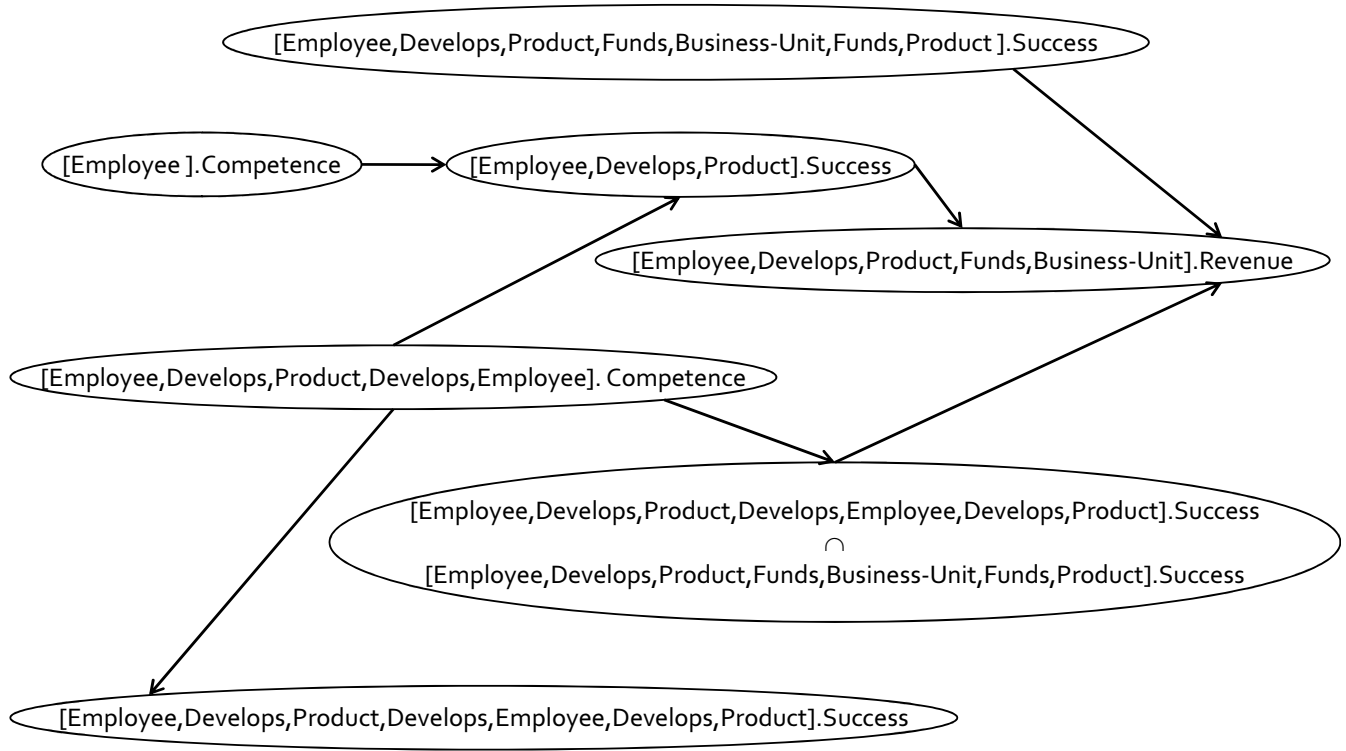 [Employee,Develops,Product,Funds,Business-Unit,Funds,Product ].Success
[Employee ].Competence
[Employee,Develops,Product].Success
[Employee,Develops,Product,Funds,Business-Unit].Revenue
[Employee,Develops,Product,Develops,Employee]. Competence
[Employee,Develops,Product,Develops,Employee,Develops,Product].Success
∩
[Employee,Develops,Product,Funds,Business-Unit,Funds,Product].Success
[Employee,Develops,Product,Develops,Employee,Develops,Product].Success